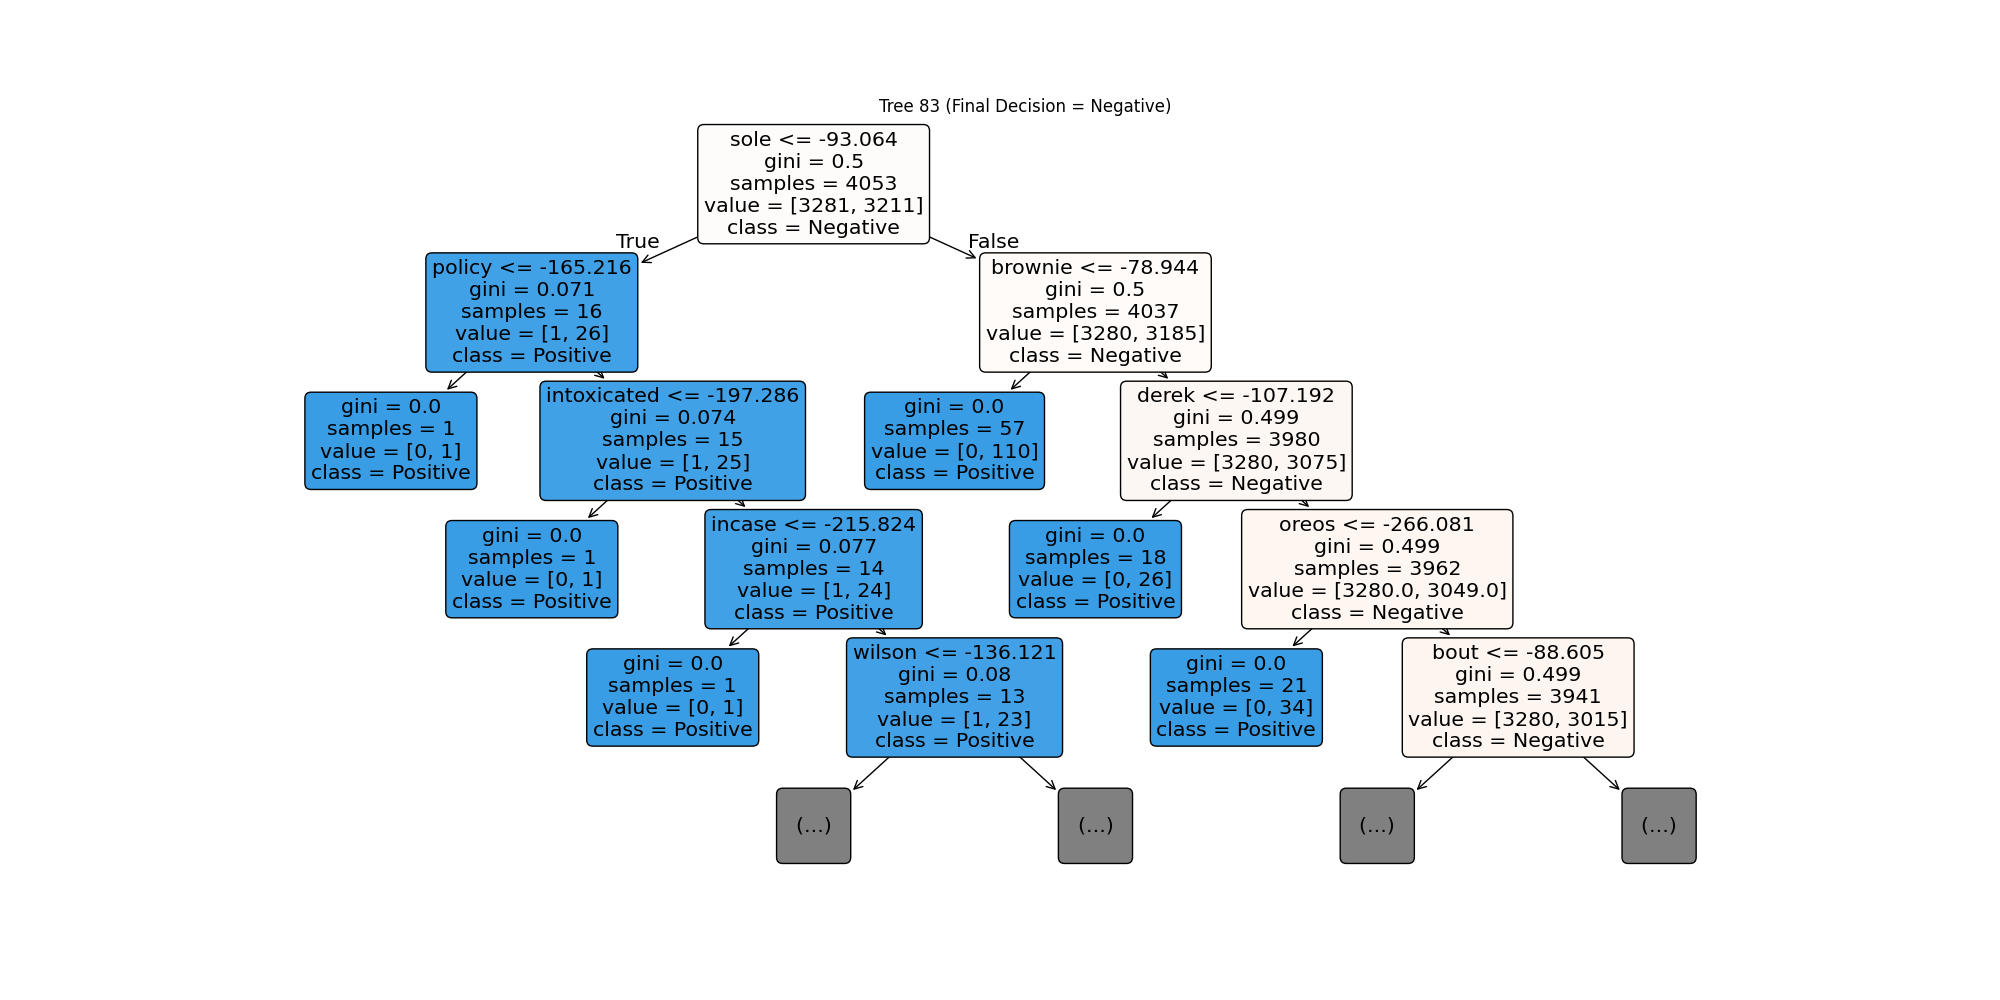 Tree 83 (Final Decision = Negative)
sole <= -93.064
gini = 0.5
samples = 4053
value = [3281, 3211]
class = Negative
True
False
policy <= -165.216
gini = 0.071
samples = 16
value = [1, 26]
class = Positive
brownie <= -78.944
gini = 0.5
samples = 4037
value = [3280, 3185]
class = Negative
gini = 0.0
samples = 1
value = [0, 1]
class = Positive
intoxicated <= -197.286
gini = 0.074
samples = 15
value = [1, 25]
class = Positive
gini = 0.0
samples = 57
value = [0, 110]
class = Positive
derek <= -107.192
gini = 0.499
samples = 3980
value = [3280, 3075]
class = Negative
gini = 0.0
samples = 1
value = [0, 1]
class = Positive
incase <= -215.824
gini = 0.077
samples = 14
value = [1, 24]
class = Positive
gini = 0.0
samples = 18
value = [0, 26]
class = Positive
oreos <= -266.081
gini = 0.499
samples = 3962
value = [3280.0, 3049.0]
class = Negative
gini = 0.0
samples = 1
value = [0, 1]
class = Positive
wilson <= -136.121
gini = 0.08
samples = 13
value = [1, 23]
class = Positive
gini = 0.0
samples = 21
value = [0, 34]
class = Positive
bout <= -88.605
gini = 0.499
samples = 3941
value = [3280, 3015]
class = Negative
(...)
(...)
(...)
(...)